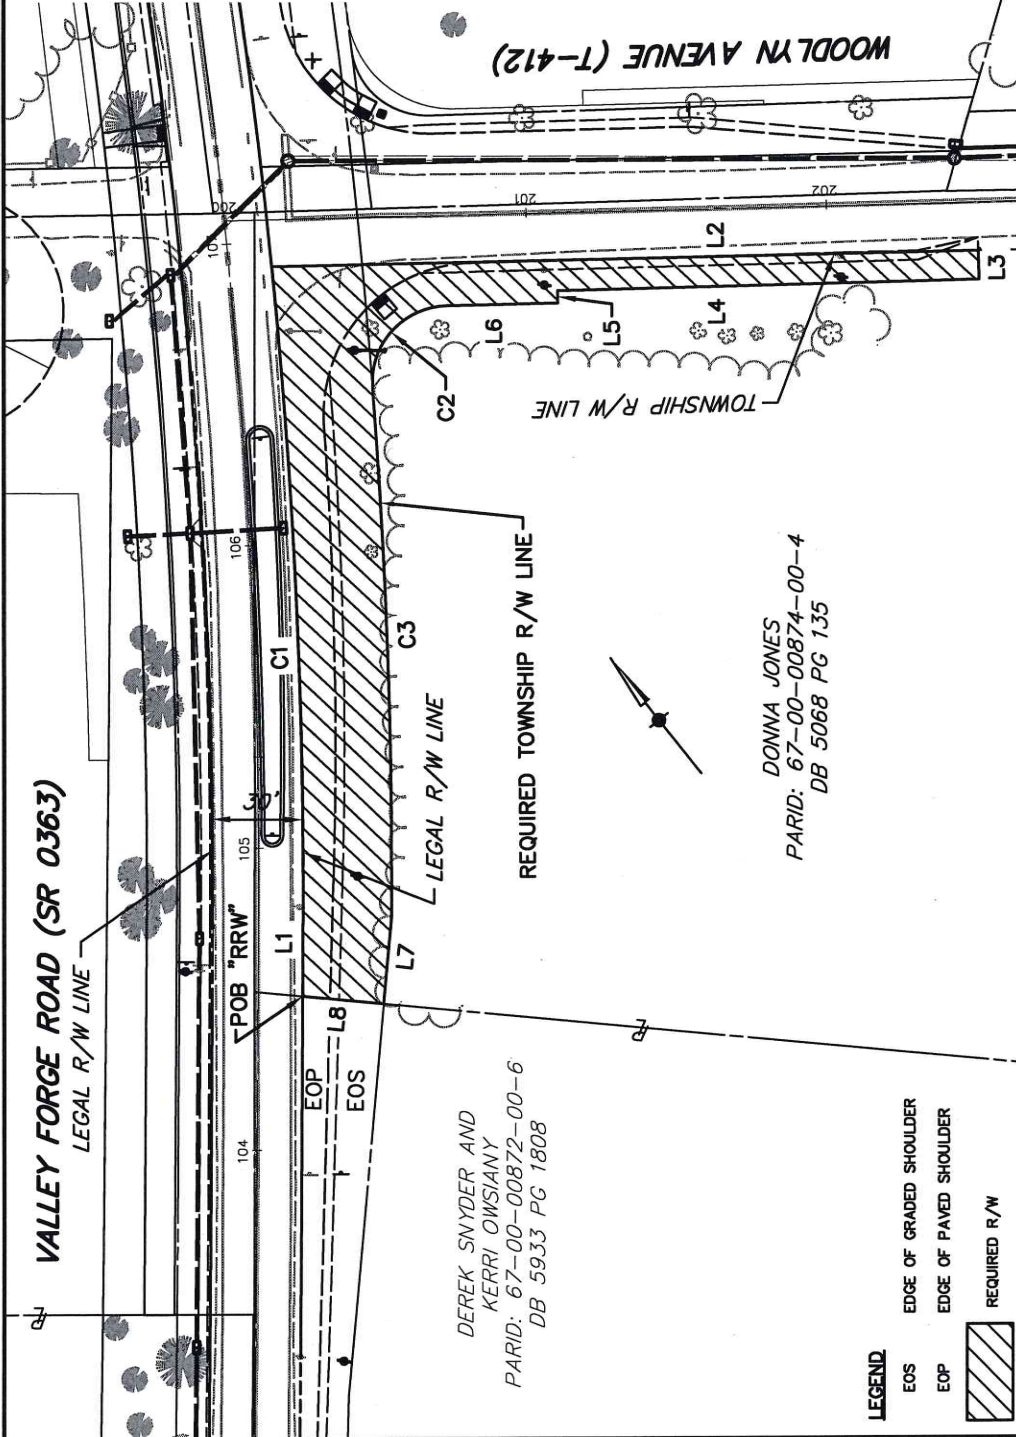 WOODLYN AVENUE (T-412)
VALLEY FORGE ROAD (SR 0363)
LEGAL R/W LINE
POB "RRW"
30'
200
201
202
106
105
104
L1
C1
L2
L3
L4
L5
L6
C2
C3
L7
L8
TOWNSHIP R/W LINE
REQUIRED TOWNSHIP R/W LINE
LEGAL R/W LINE
DONNA JONES
PARID: 67-00-00874-00-4
DB 5068 PG 135
EOP
EOS
DEREK SNYDER AND
KERRI OWSIANY
PARID: 67-00-00872-00-6
DB 5933 PG 1808
LEGEND
EOS EDGE OF GRADED SHOULDER
EOP EDGE OF PAVED SHOULDER
REQUIRED R/W